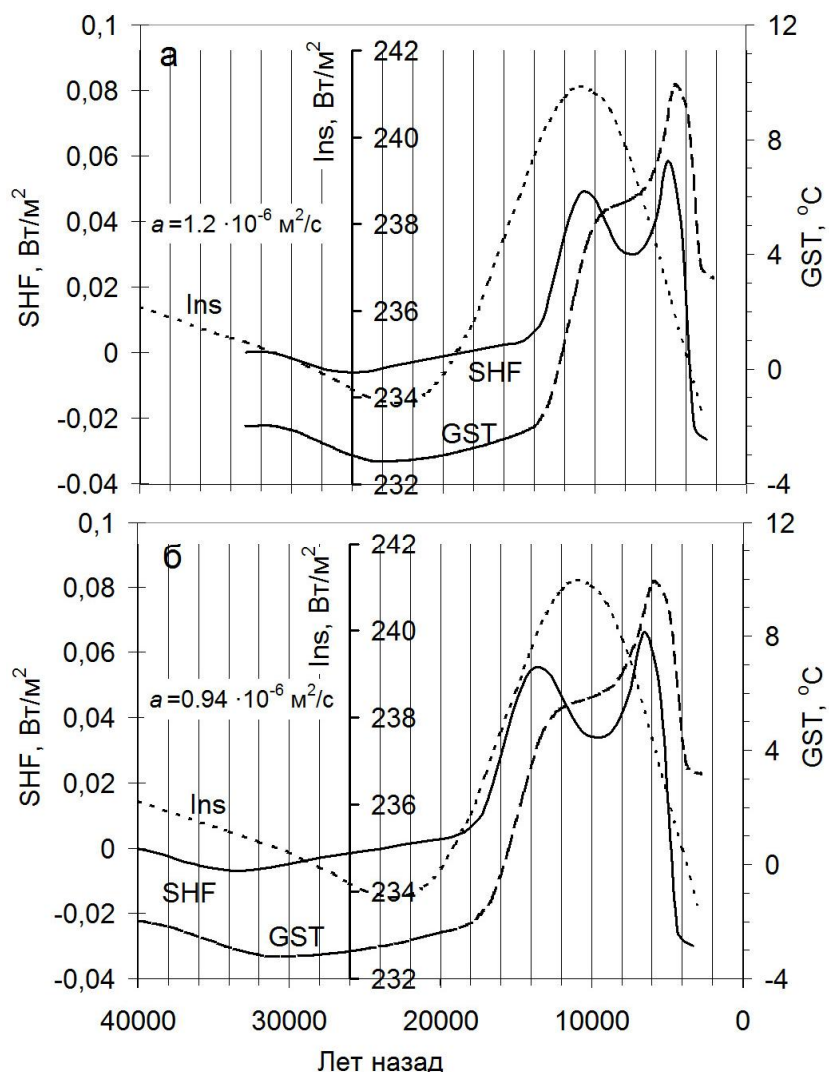 а
0,1
0,08
0,06
0,04
0,02
0
-0,02
-0,04
SHF, Вт/м²
242
240
238
236
234
232
Ins, Вт/м²
12
8
4
0
-4
GST, °C
a =1.2 ·10⁻⁶ м²/с
Ins
SHF
GST
б
0,1
0,08
0,06
0,04
0,02
0
-0,02
-0,04
SHF, Вт/м²
242
240
238
236
234
232
Ins, Вт/м²
12
8
4
0
-4
GST, °C
a =0.94 ·10⁻⁶ м²/с
Ins
SHF
GST
40000 30000 20000 10000 0
Лет назад